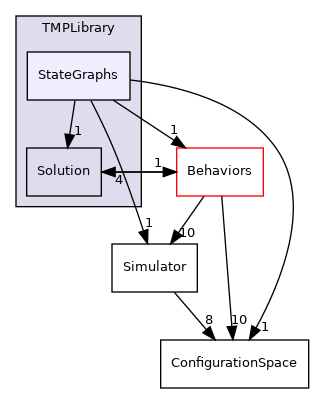 TMPLibrary
StateGraphs
1
1
1
Solution
4
Behaviors
1
10
Simulator
8
10
1
ConfigurationSpace